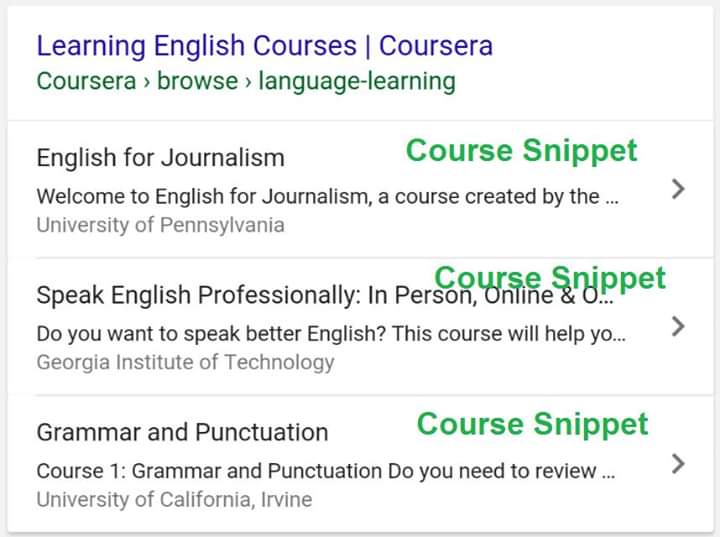 Learning English Courses | Coursera
Coursera › browse › language-learning
English for Journalism
Course Snippet
Welcome to English for Journalism, a course created by the ...
University of Pennsylvania
Course Snippet
Speak English Professionally: In Person, Online & O...
Do you want to speak better English? This course will help yo...
Georgia Institute of Technology
Grammar and Punctuation
Course Snippet
Course 1: Grammar and Punctuation Do you need to review ...
University of California, Irvine